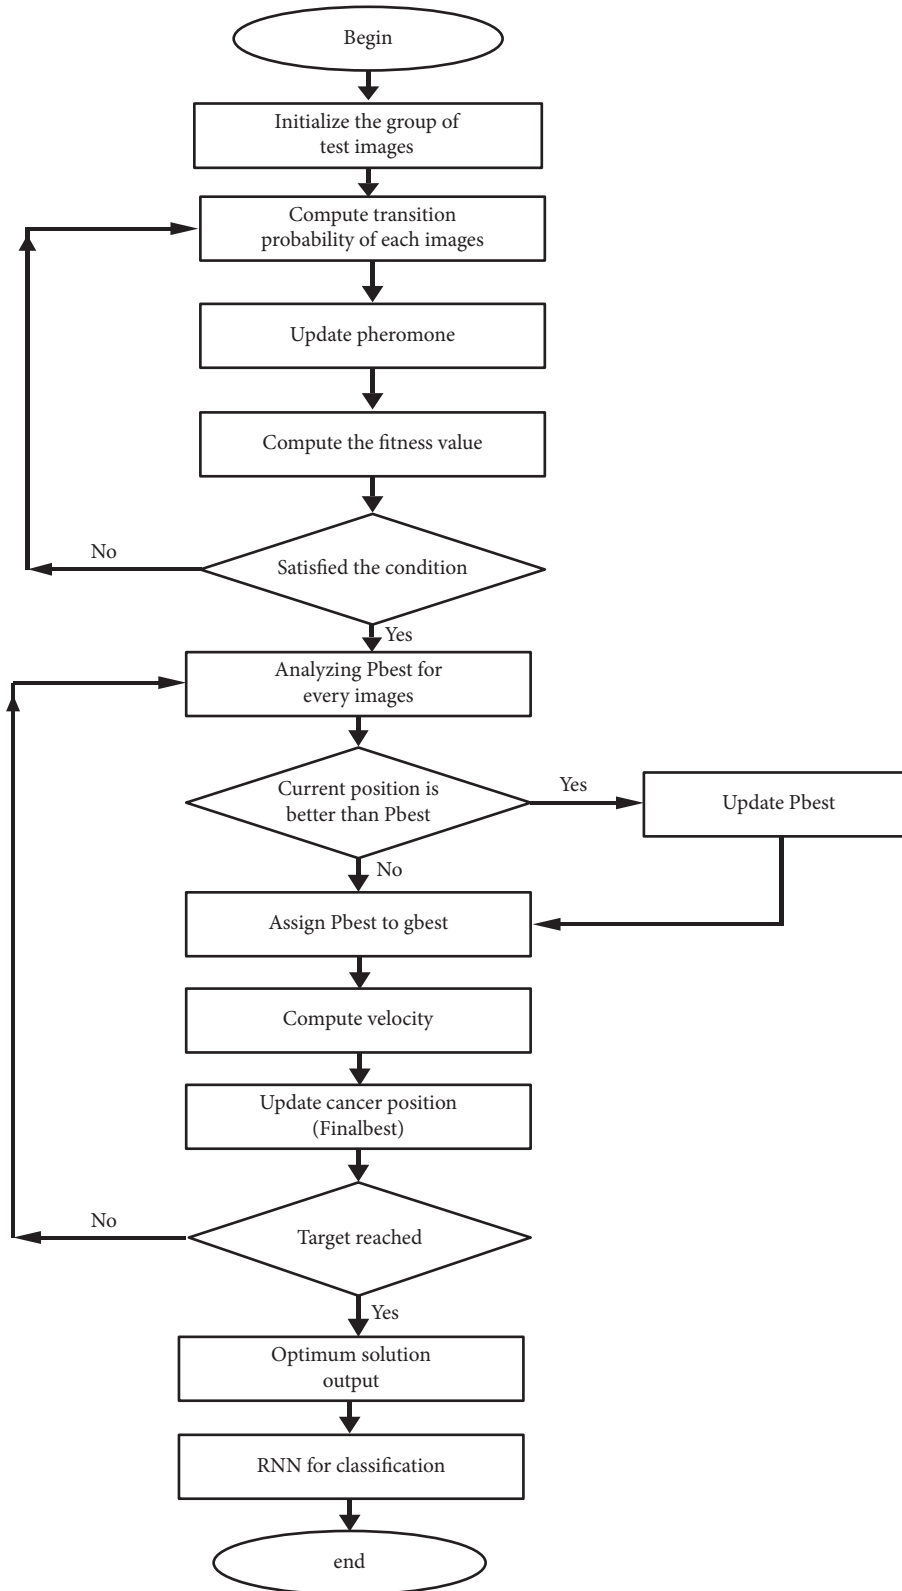 Begin
Initialize the group of
test images
Compute transition
probability of each images
Update pheromone
Compute the fitness value
Satisfied the condition
No
Yes
Analyzing Pbest for
every images
Current position is
better than Pbest
Yes
Update Pbest
No
Assign Pbest to gbest
Compute velocity
Update cancer position
(Finalbest)
Target reached
No
Yes
Optimum solution
output
RNN for classification
end